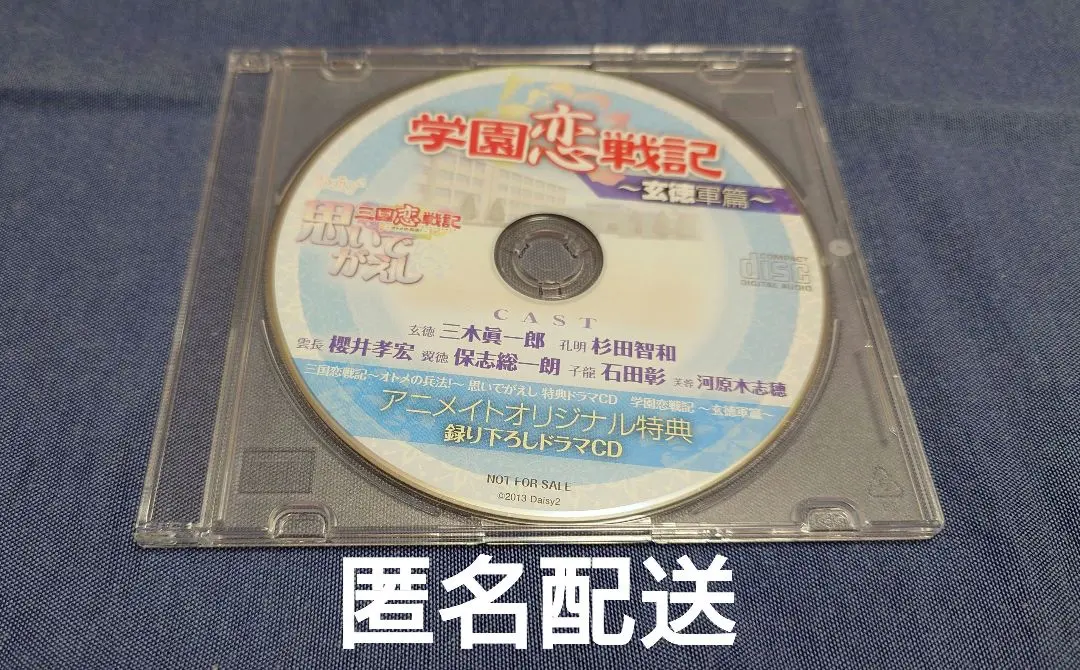 学園恋戦記
～玄徳軍篇～
三国恋戦記
思いで
がえし
COMPACT
disc
DIGITAL AUDIO
CAST
玄徳 三木眞一郎 孔明 杉田智和
雲長 櫻井孝宏 翼徳 保志総一朗 子龍 石田彰 芙蓉 河原木志穂
三国恋戦記～オトメの兵法!～ 思いでがえし 特典ドラマCD 学園恋戦記 ～玄徳軍篇～
アニメイトオリジナル特典
録り下ろしドラマCD
NOT FOR SALE
©2013 Daisy2
匿名配送